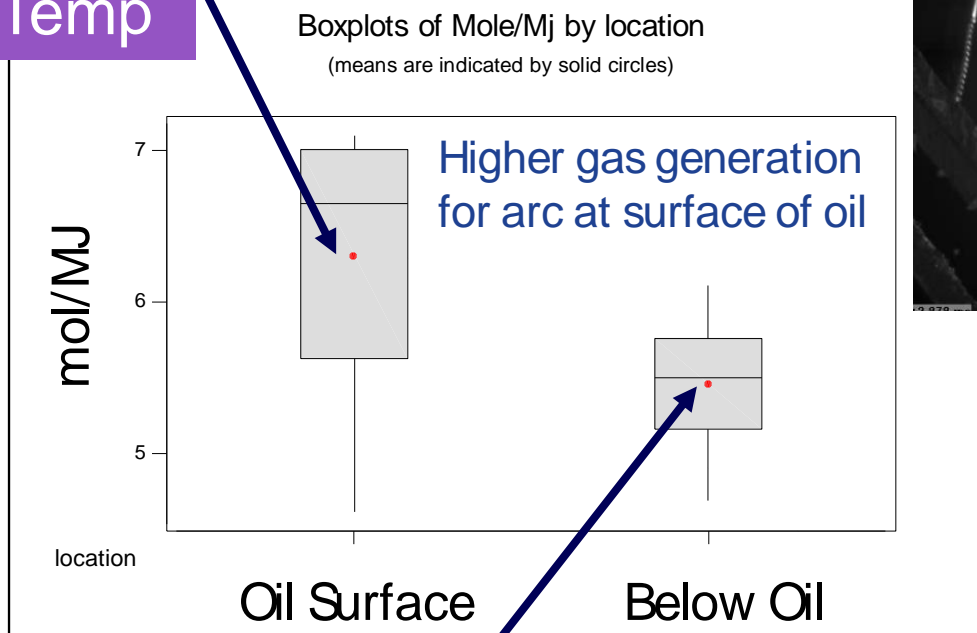 Temp
Boxplots of Mole/Mj by location
(means are indicated by solid circles)
Higher gas generation
for arc at surface of oil
mol/MJ
7
6
5
location
Oil Surface
Below Oil